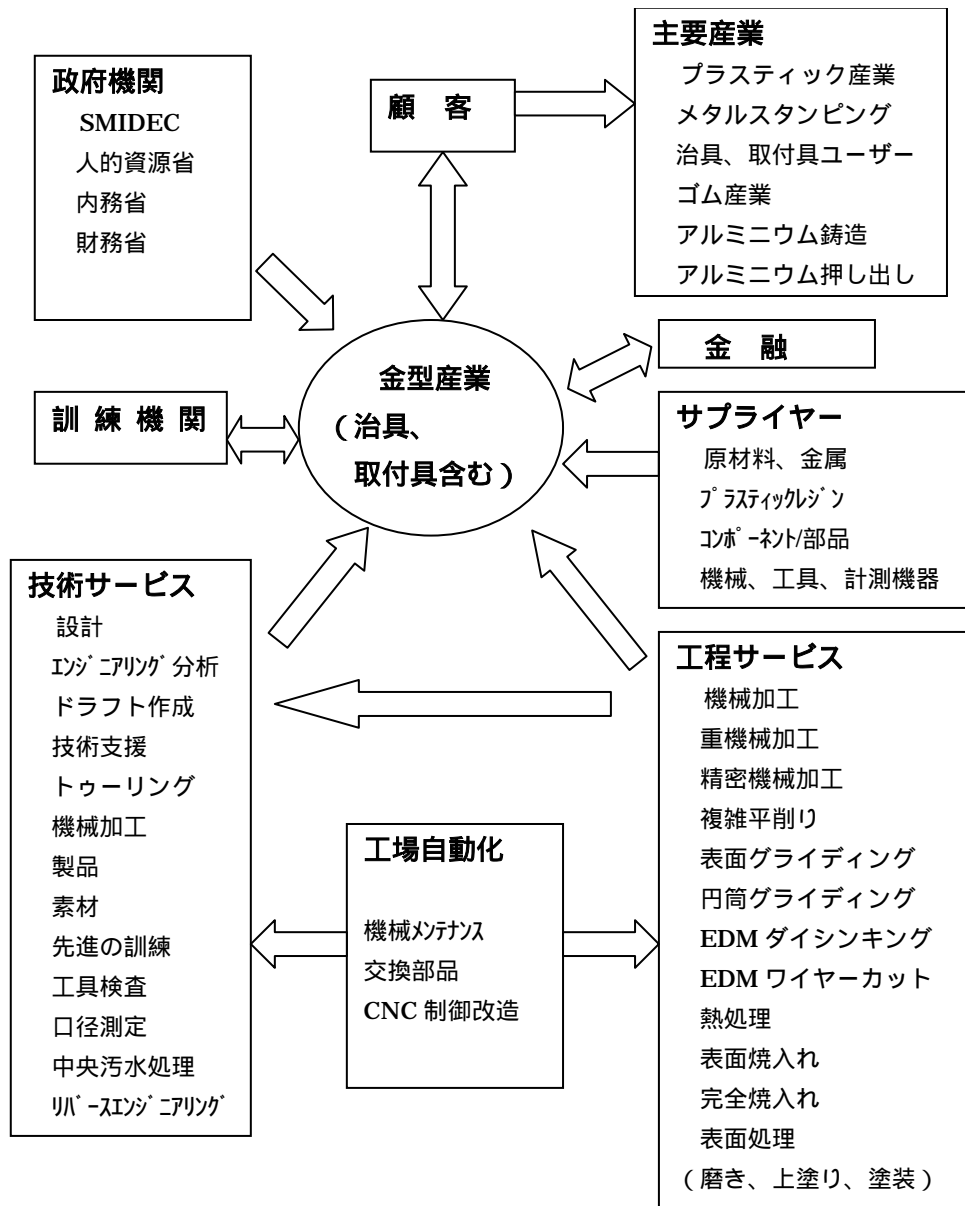 政府機関
SMIDEC
人的資源省
内務省
財務省
顧 客
主要産業
プラスティック産業
メタルスタンピング
治具、取付具ユーザー
ゴム産業
アルミニウム鋳造
アルミニウム押し出し
金 融
金型産業
(治具、
取付具含む)
訓 練 機 関
サプライヤー
原材料、金属
プラスティックレジン
コンポーネント/部品
機械、工具、計測機器
技術サービス
設計
エンジニアリング分析
ドラフト作成
技術支援
トゥーリング
機械加工
製品
素材
先進の訓練
工具検査
口径測定
中央汚水処理
リバースエンジニアリング
工場自動化
機械メンテナンス
交換部品
CNC 制御改造
工程サービス
機械加工
重機械加工
精密機械加工
複雑平削り
表面グライディング
円筒グライディング
EDM ダイシンキング
EDM ワイヤーカット
熱処理
表面焼入れ
完全焼入れ
表面処理
(磨き、上塗り、塗装)